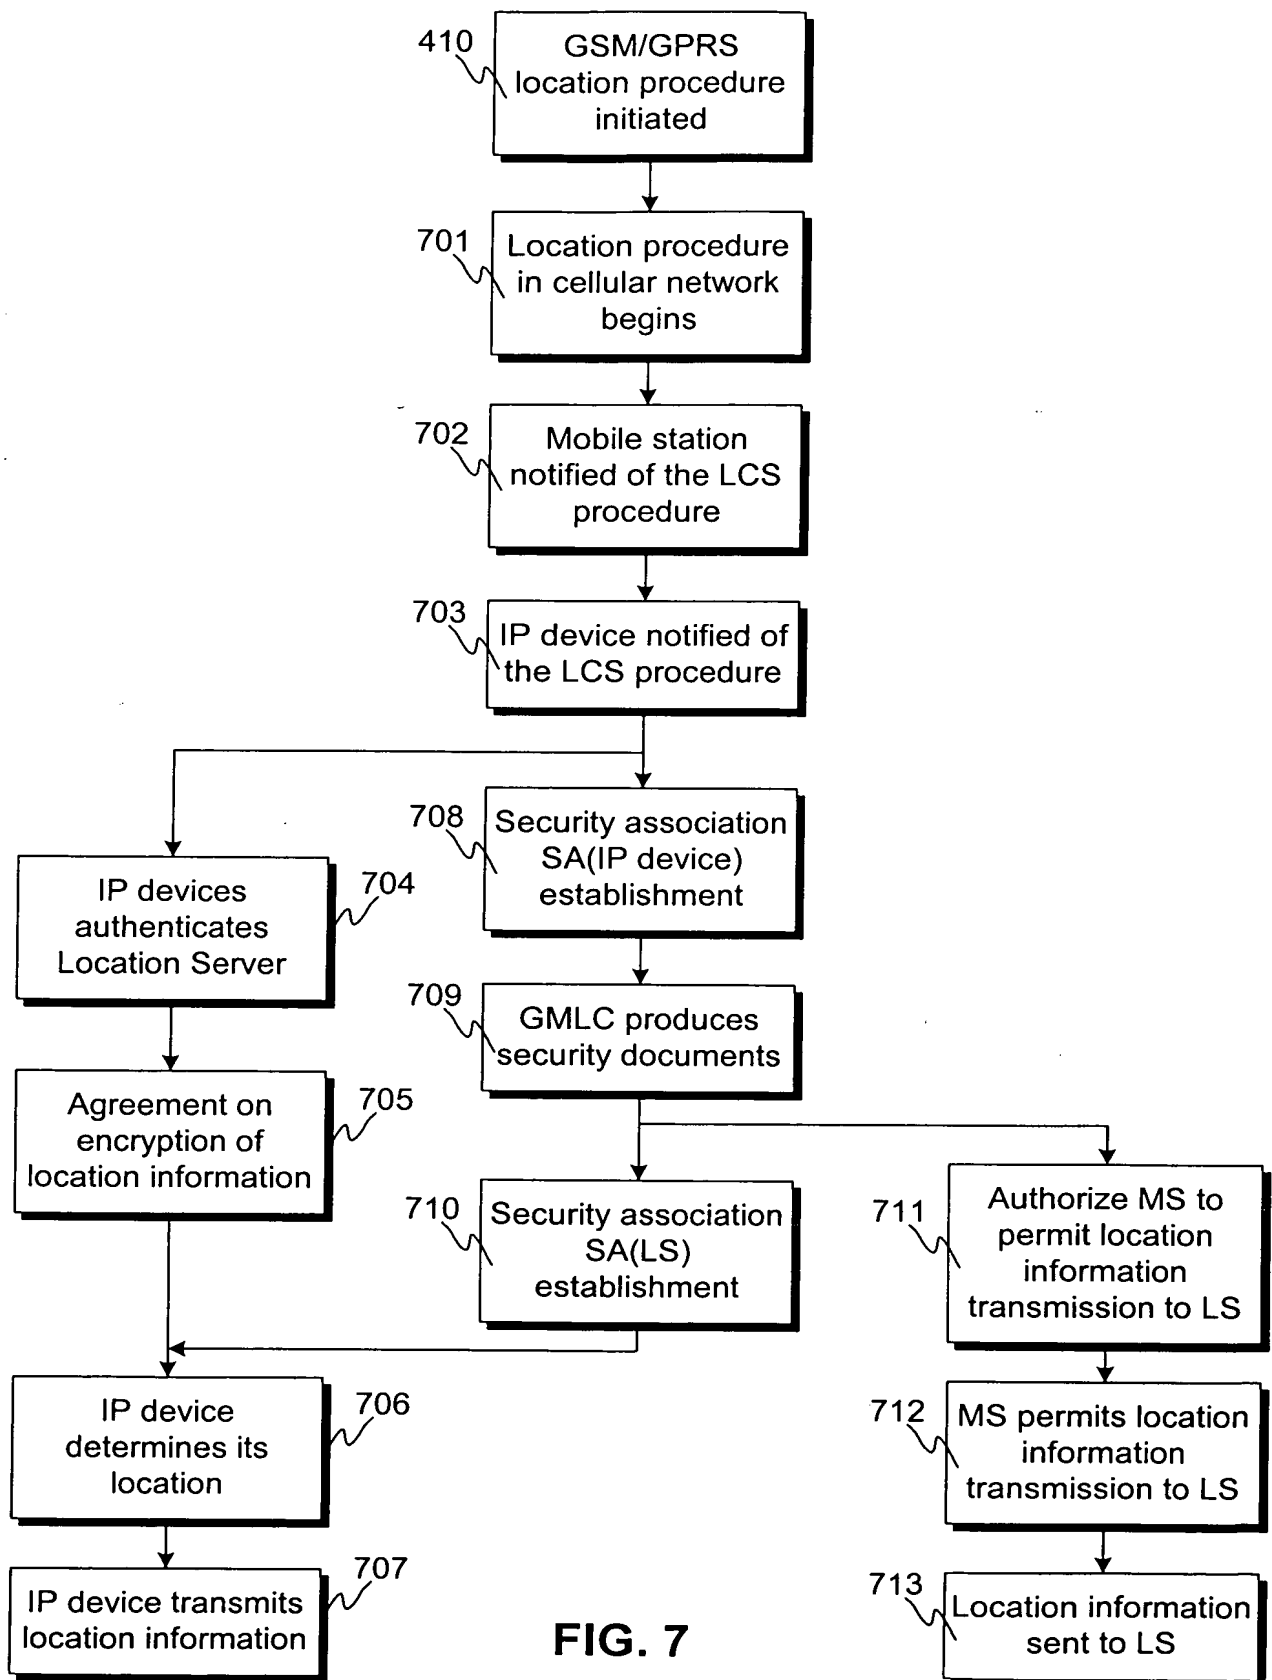 410
GSM/GPRS
location procedure
initiated
701
Location procedure
in cellular network
begins
702
Mobile station
notified of the LCS
procedure
703
IP device notified of
the LCS procedure
708
Security association
SA(IP device)
establishment
704
IP devices
authenticates
Location Server
709
GMLC produces
security documents
705
Agreement on
encryption of
location information
710
Security association
SA(LS)
establishment
711
Authorize MS to
permit location
information
transmission to LS
706
IP device
determines its
location
712
MS permits location
information
transmission to LS
707
IP device transmits
location information
713
Location information
sent to LS
FIG. 7